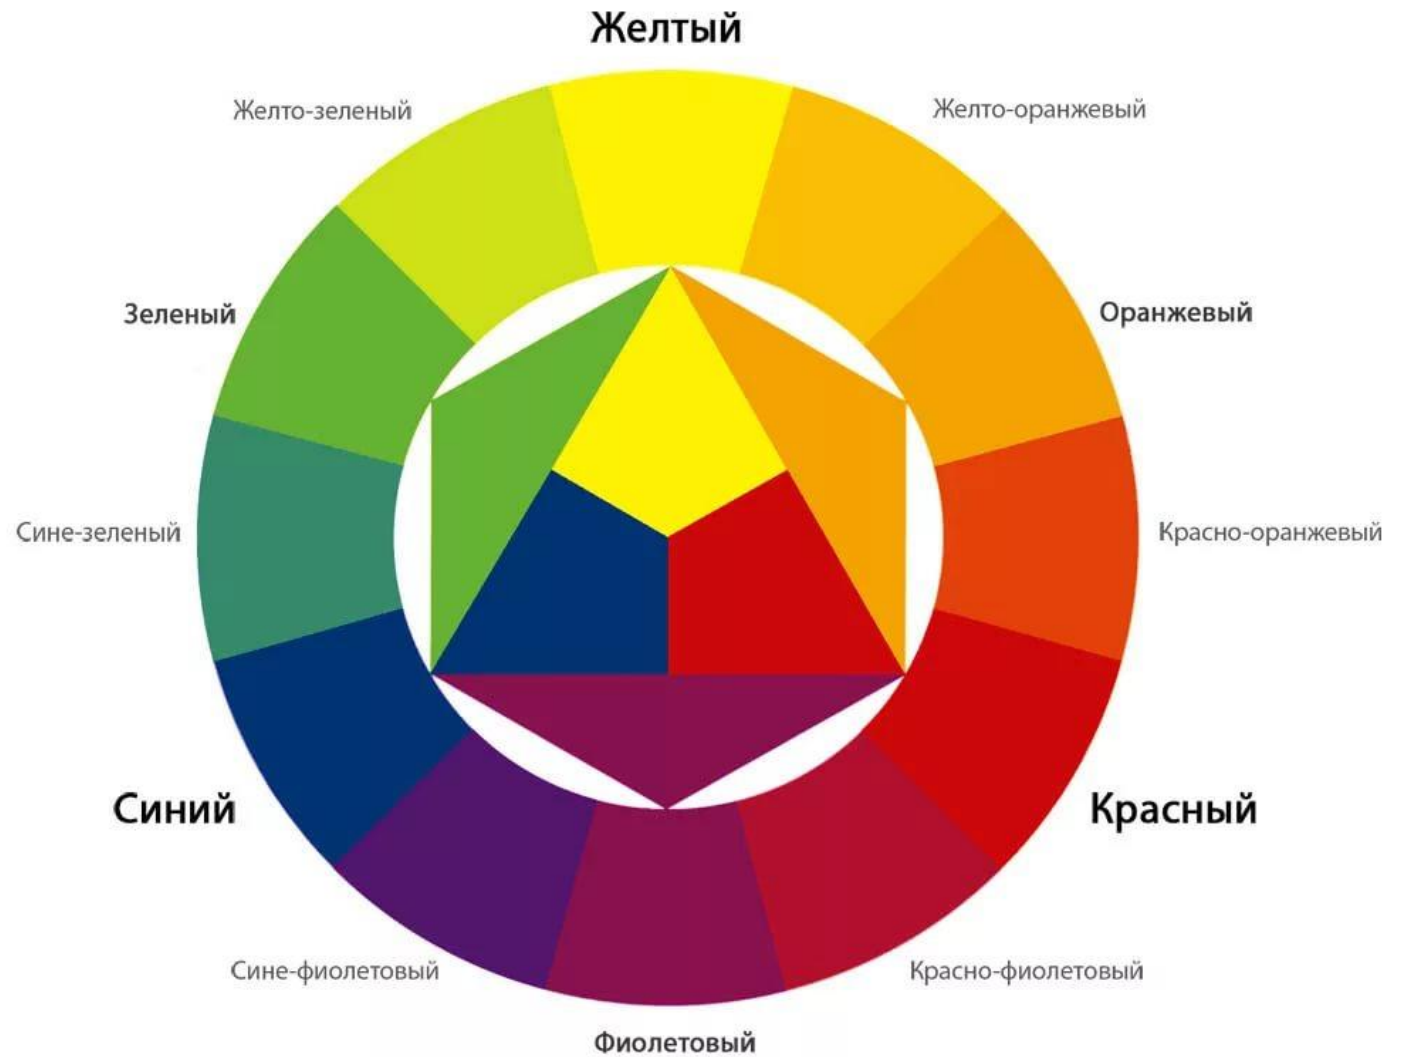 Желтый
Желто-зеленый
Желто-оранжевый
Зеленый
Оранжевый
Сине-зеленый
Красно-оранжевый
Синий
Красный
Сине-фиолетовый
Красно-фиолетовый
Фиолетовый